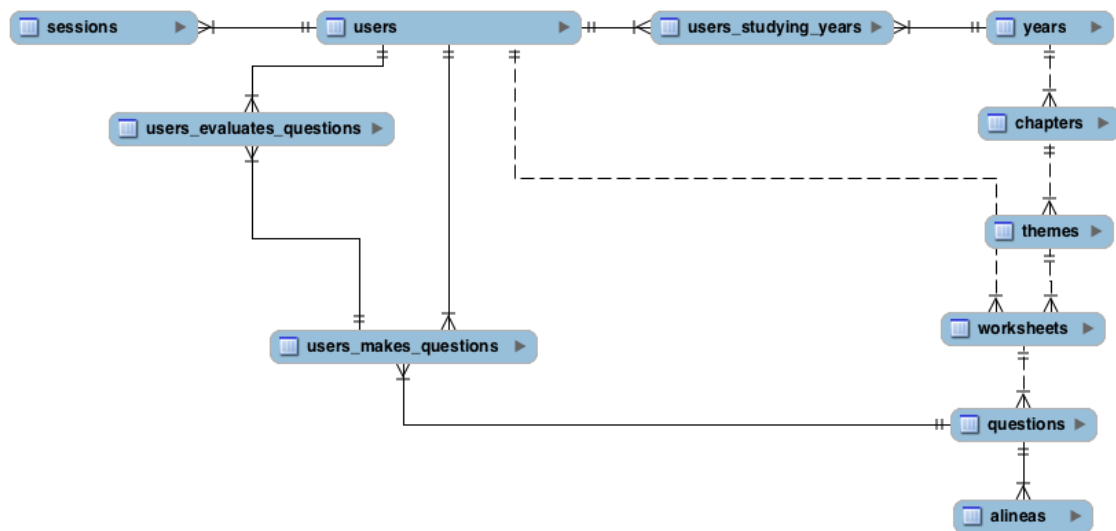 sessions
users
users_studying_years
years
users_evaluates_questions
chapters
themes
users_makes_questions
worksheets
questions
alineas